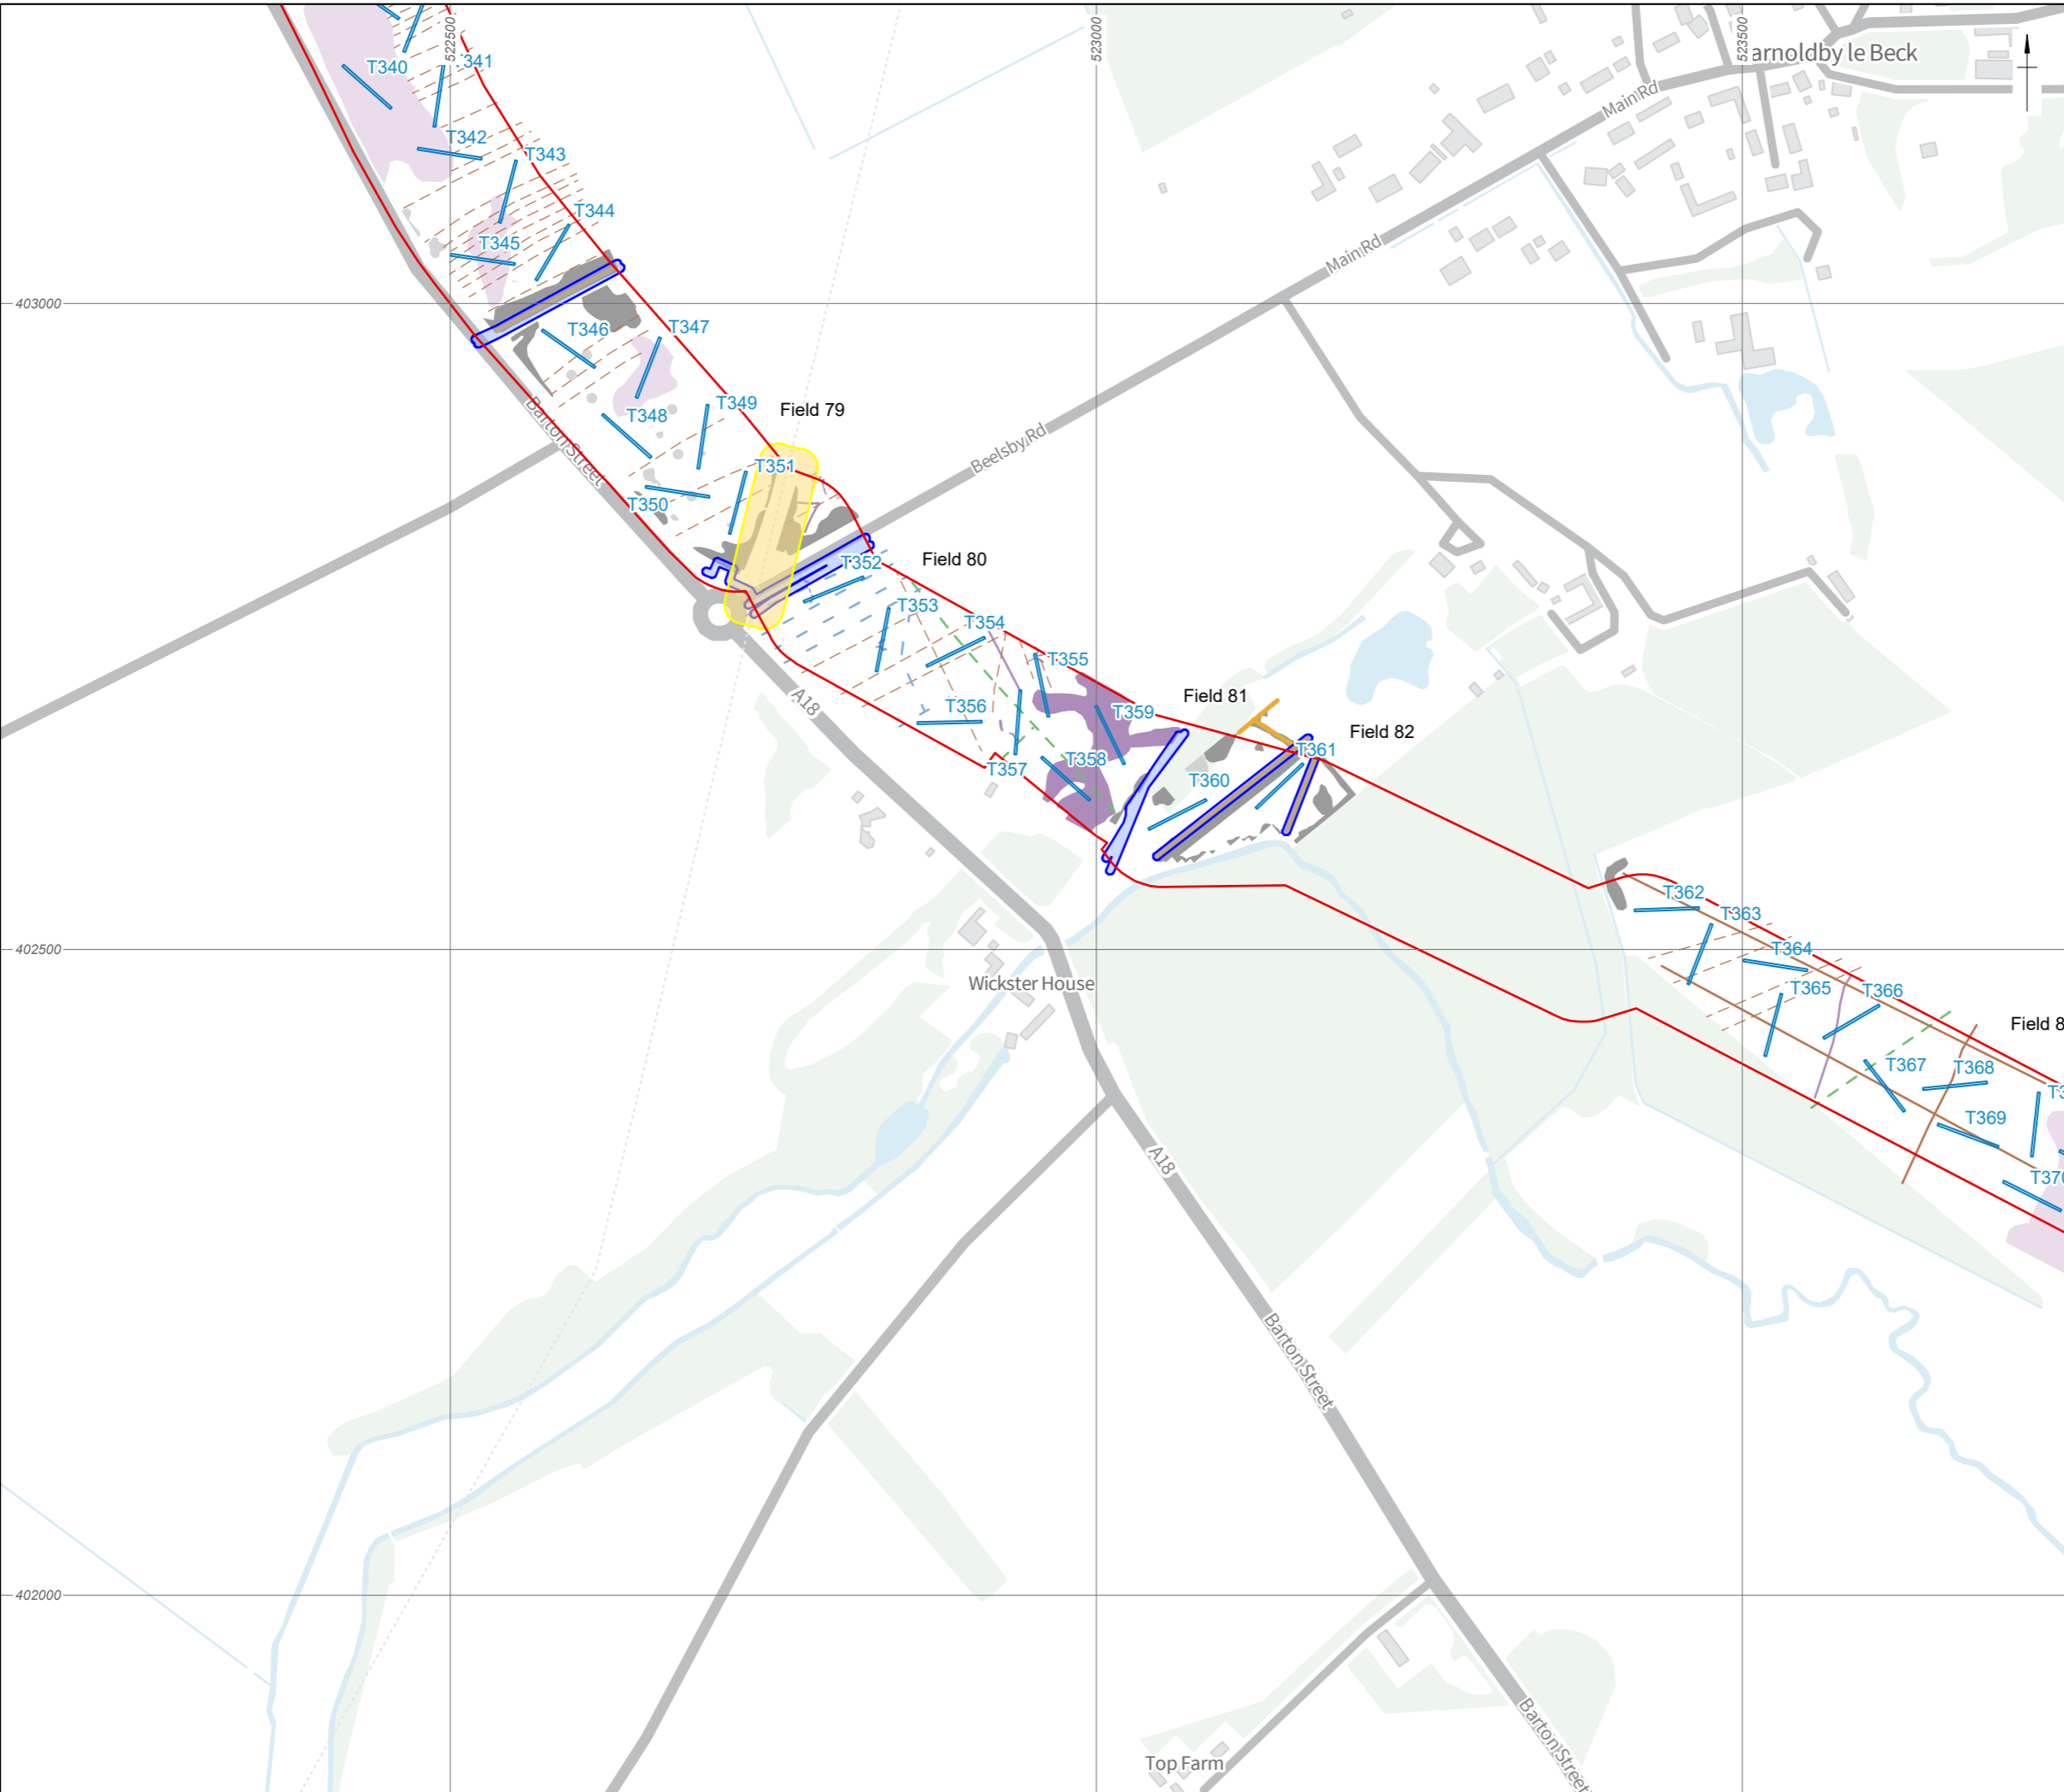 522500
523000
523500
arnoldby le Beck
T340
341
Main Rd
T342
T343
Main Rd
T344
T345
403000
T346
T347
T348
T349
Field 79
Barton Street
Beelsby Rd
T351
T350
T352
Field 80
T353
T354
T355
A18
T356
T359
Field 81
Field 82
T357
T358
T361
T360
T362
T363
402500
T364
Wickster House
T365
T366
Field 8
T367
T368
T3
T369
A18
T370
Barton Street
402000
Barton Street
Top Farm